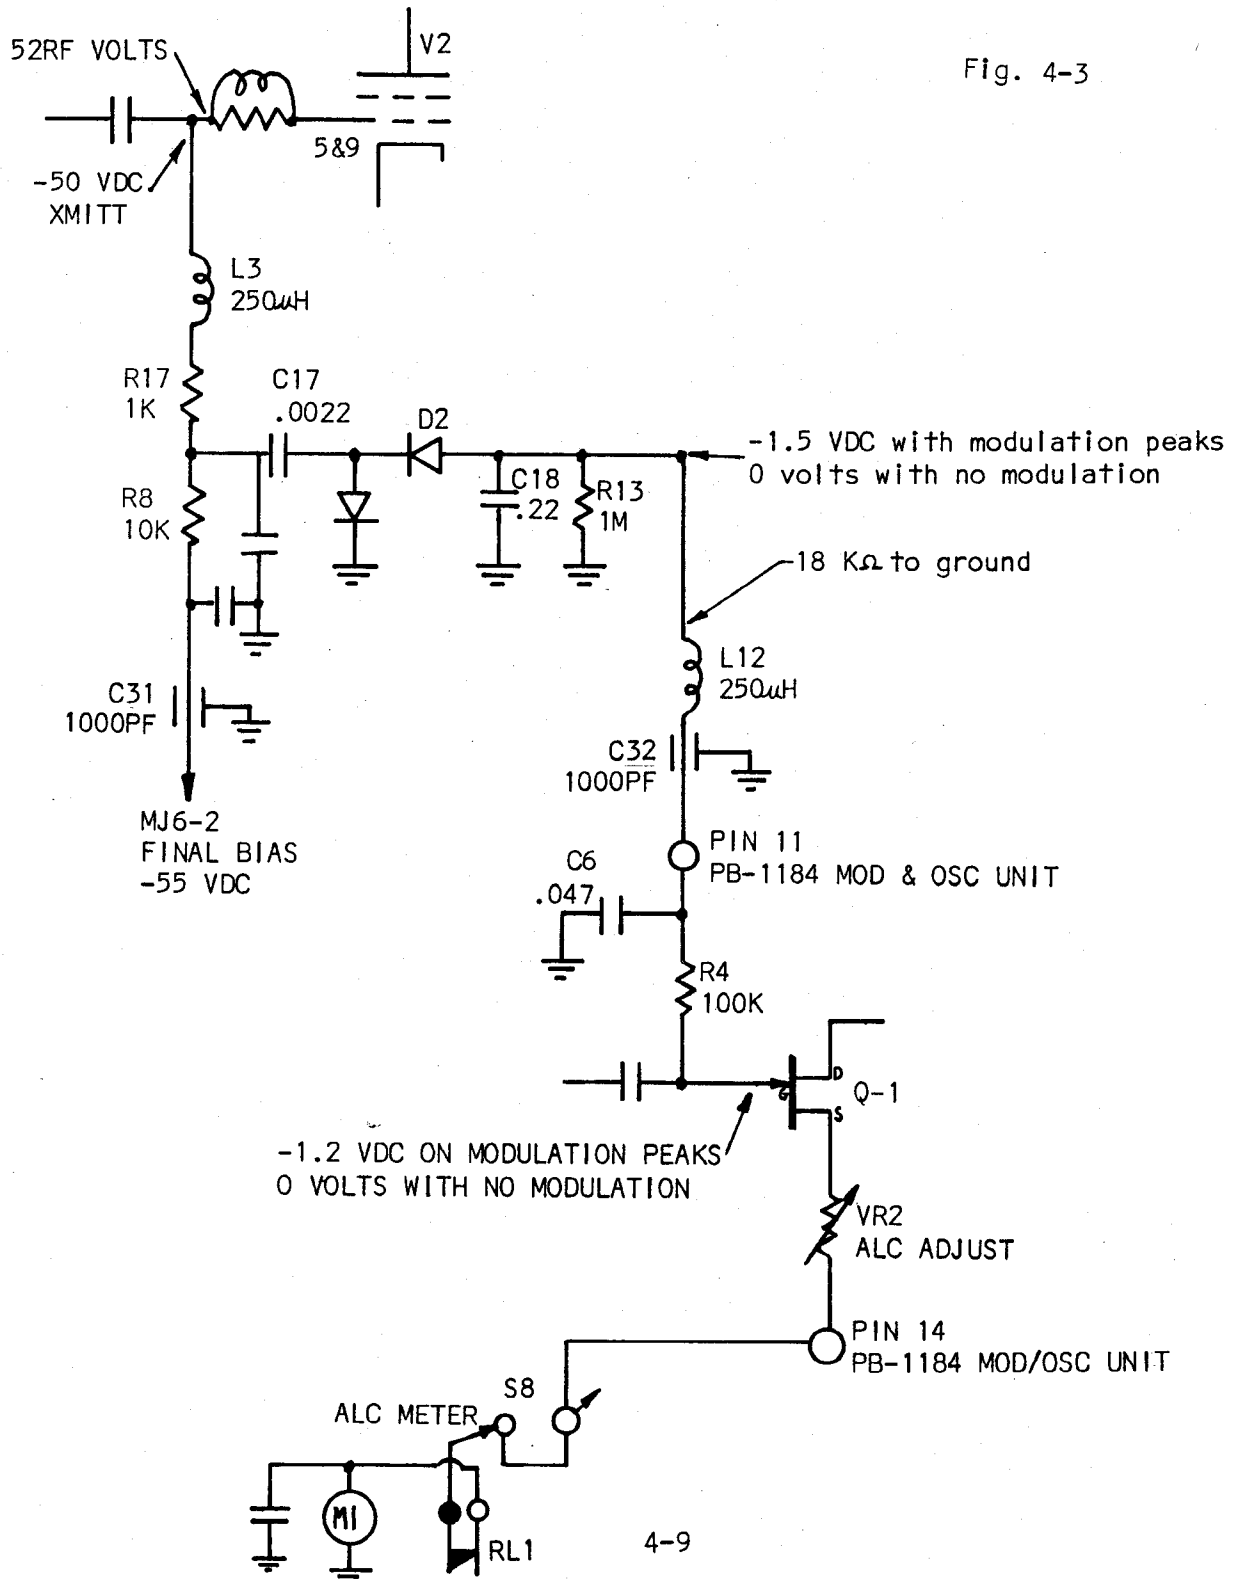 Fig. 4-3
52RF VOLTS
V2
5&9
-50 VDC
XMITT
L3
250uH
R17
1K
C17
.0022
D2
-1.5 VDC with modulation peaks
0 volts with no modulation
R8
10K
C18
.22
R13
1M
-18 KΩ to ground
L12
250uH
C31
1000PF
C32
1000PF
MJ6-2
FINAL BIAS
-55 VDC
PIN 11
PB-1184 MOD & OSC UNIT
C6
.047
R4
100K
D
G
S
Q-1
-1.2 VDC ON MODULATION PEAKS
0 VOLTS WITH NO MODULATION
VR2
ALC ADJUST
PIN 14
PB-1184 MOD/OSC UNIT
S8
ALC METER
M1
RL1
4-9